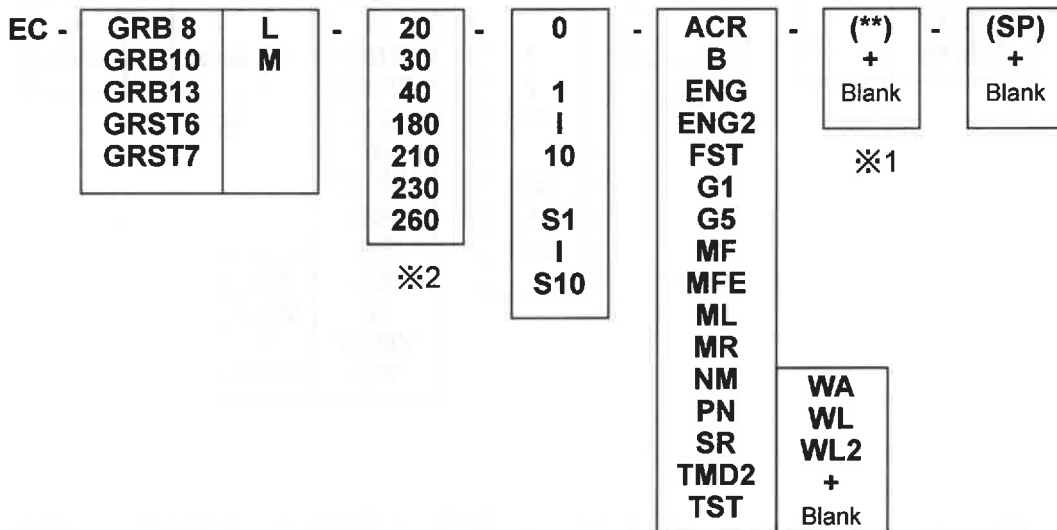 EC - GRB 8 L - 20 - 0 - ACR - (**) - (SP)
GRB10 M 30 B + +
GRB13 40 1 ENG Blank Blank
GRST6 180 I ENG2
GRST7 210 10 FST ※1
230 G1
260 S1 G5
I MF
※2 S10 MFE
ML
MR
NM WA
PN WL
SR WL2
TMD2 +
TST Blank